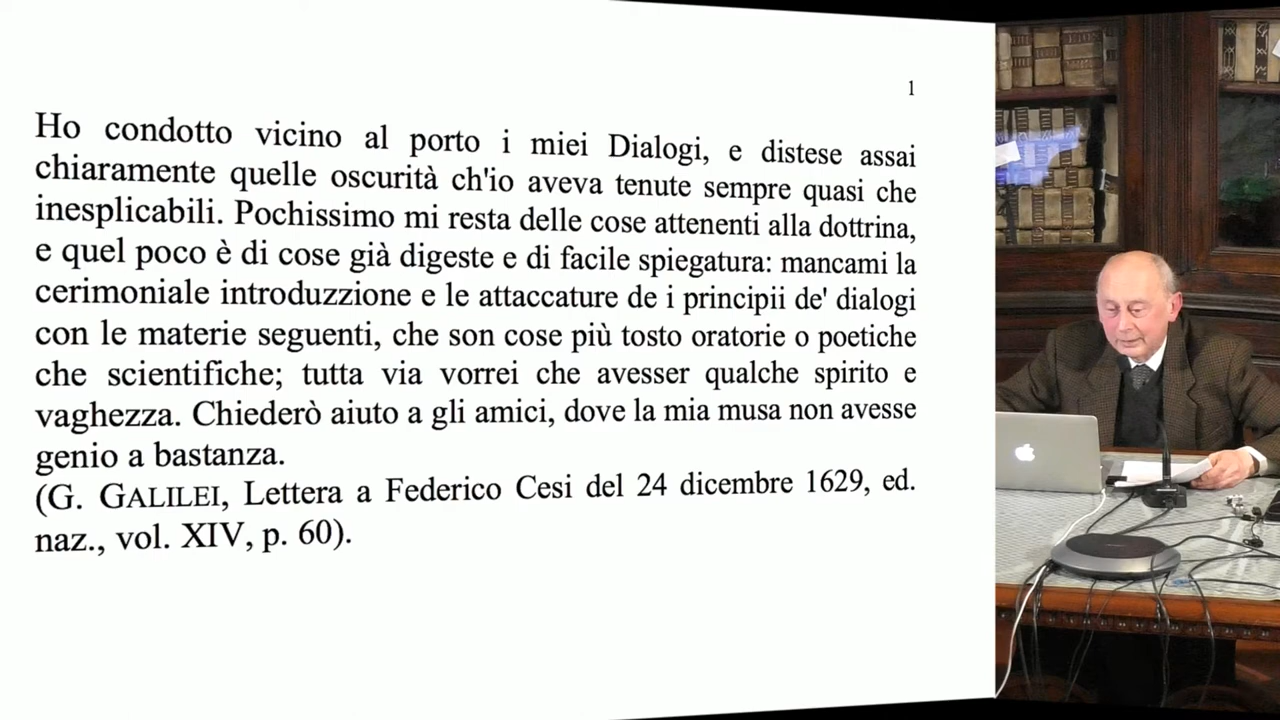 1
Ho condotto vicino al porto i miei Dialogi, e distese assai
chiaramente quelle oscurità ch'io aveva tenute sempre quasi che
inesplicabili. Pochissimo mi resta delle cose attenenti alla dottrina,
e quel poco è di cose già digeste e di facile spiegatura: mancami la
cerimoniale introduzzione e le attaccature de i principii de' dialogi
con le materie seguenti, che son cose più tosto oratorie o poetiche
che scientifiche; tutta via vorrei che avesser qualche spirito e
vaghezza. Chiederò aiuto a gli amici, dove la mia musa non avesse
genio a bastanza.
(G. GALILEI, Lettera a Federico Cesi del 24 dicembre 1629, ed.
naz., vol. XIV, p. 60).